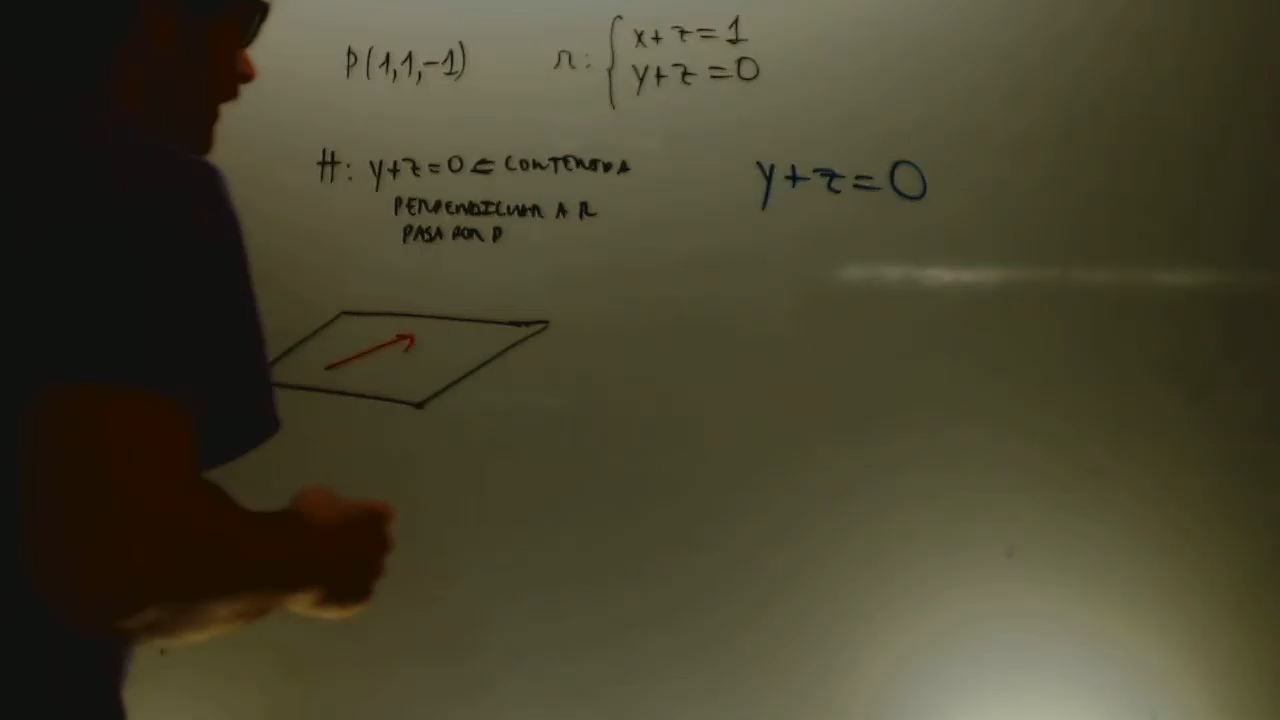 P(1,1,-1) r: { x+z=1
y+z=0
π: y+z=0 ⊂ CONTENIDA
PERPENDICULAR A R
PASA POR P
y+z=0